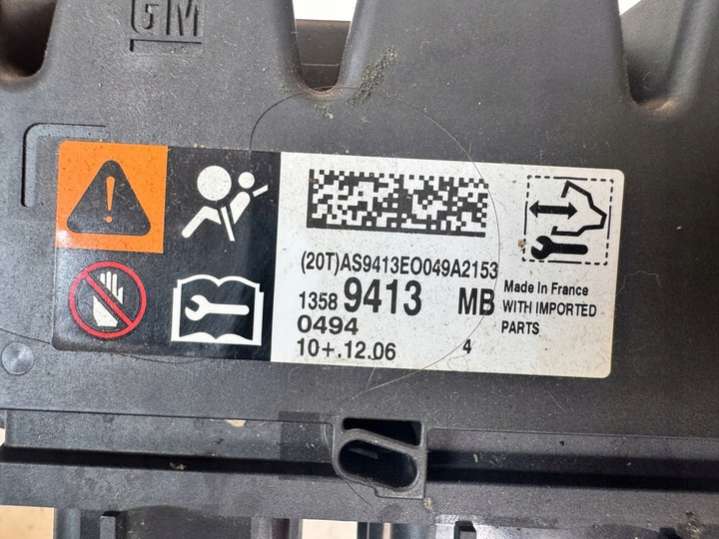 GM
(20T)AS9413EO049A2153
1358 9413 MB
0494
10+.12.06 4
Made In France
WITH IMPORTED
PARTS